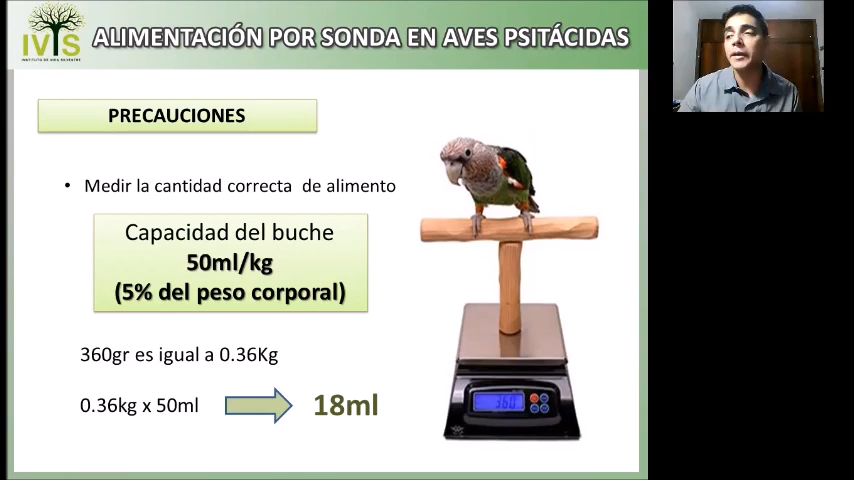 IVIS
INSTITUTO DE VIDA SILVESTRE
ALIMENTACIÓN POR SONDA EN AVES PSITÁCIDAS
PRECAUCIONES
• Medir la cantidad correcta de alimento
Capacidad del buche
50ml/kg
(5% del peso corporal)
360gr es igual a 0.36Kg
0.36kg x 50ml
18ml
360